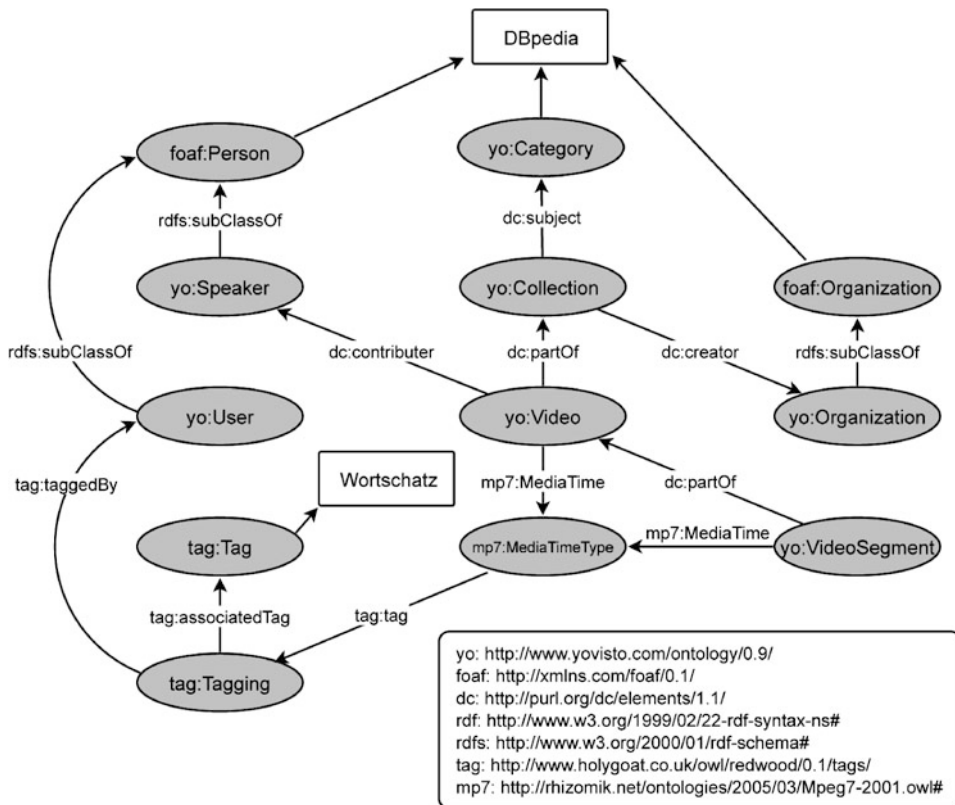 DBpedia
foaf:Person
yo:Category
rdfs:subClassOf
dc:subject
yo:Speaker
yo:Collection
foaf:Organization
rdfs:subClassOf
dc:contributer
dc:partOf
dc:creator
rdfs:subClassOf
yo:User
yo:Video
yo:Organization
tag:taggedBy
Wortschatz
mp7:MediaTime
dc:partOf
tag:Tag
mp7:MediaTimeType
mp7:MediaTime
yo:VideoSegment
tag:associatedTag
tag:tag
tag:Tagging
yo: http://www.yovisto.com/ontology/0.9/
foaf: http://xmlns.com/foaf/0.1/
dc: http://purl.org/dc/elements/1.1/
rdf: http://www.w3.org/1999/02/22-rdf-syntax-ns#
rdfs: http://www.w3.org/2000/01/rdf-schema#
tag: http://www.holygoat.co.uk/owl/redwood/0.1/tags/
mp7: http://rhizomik.net/ontologies/2005/03/Mpeg7-2001.owl#